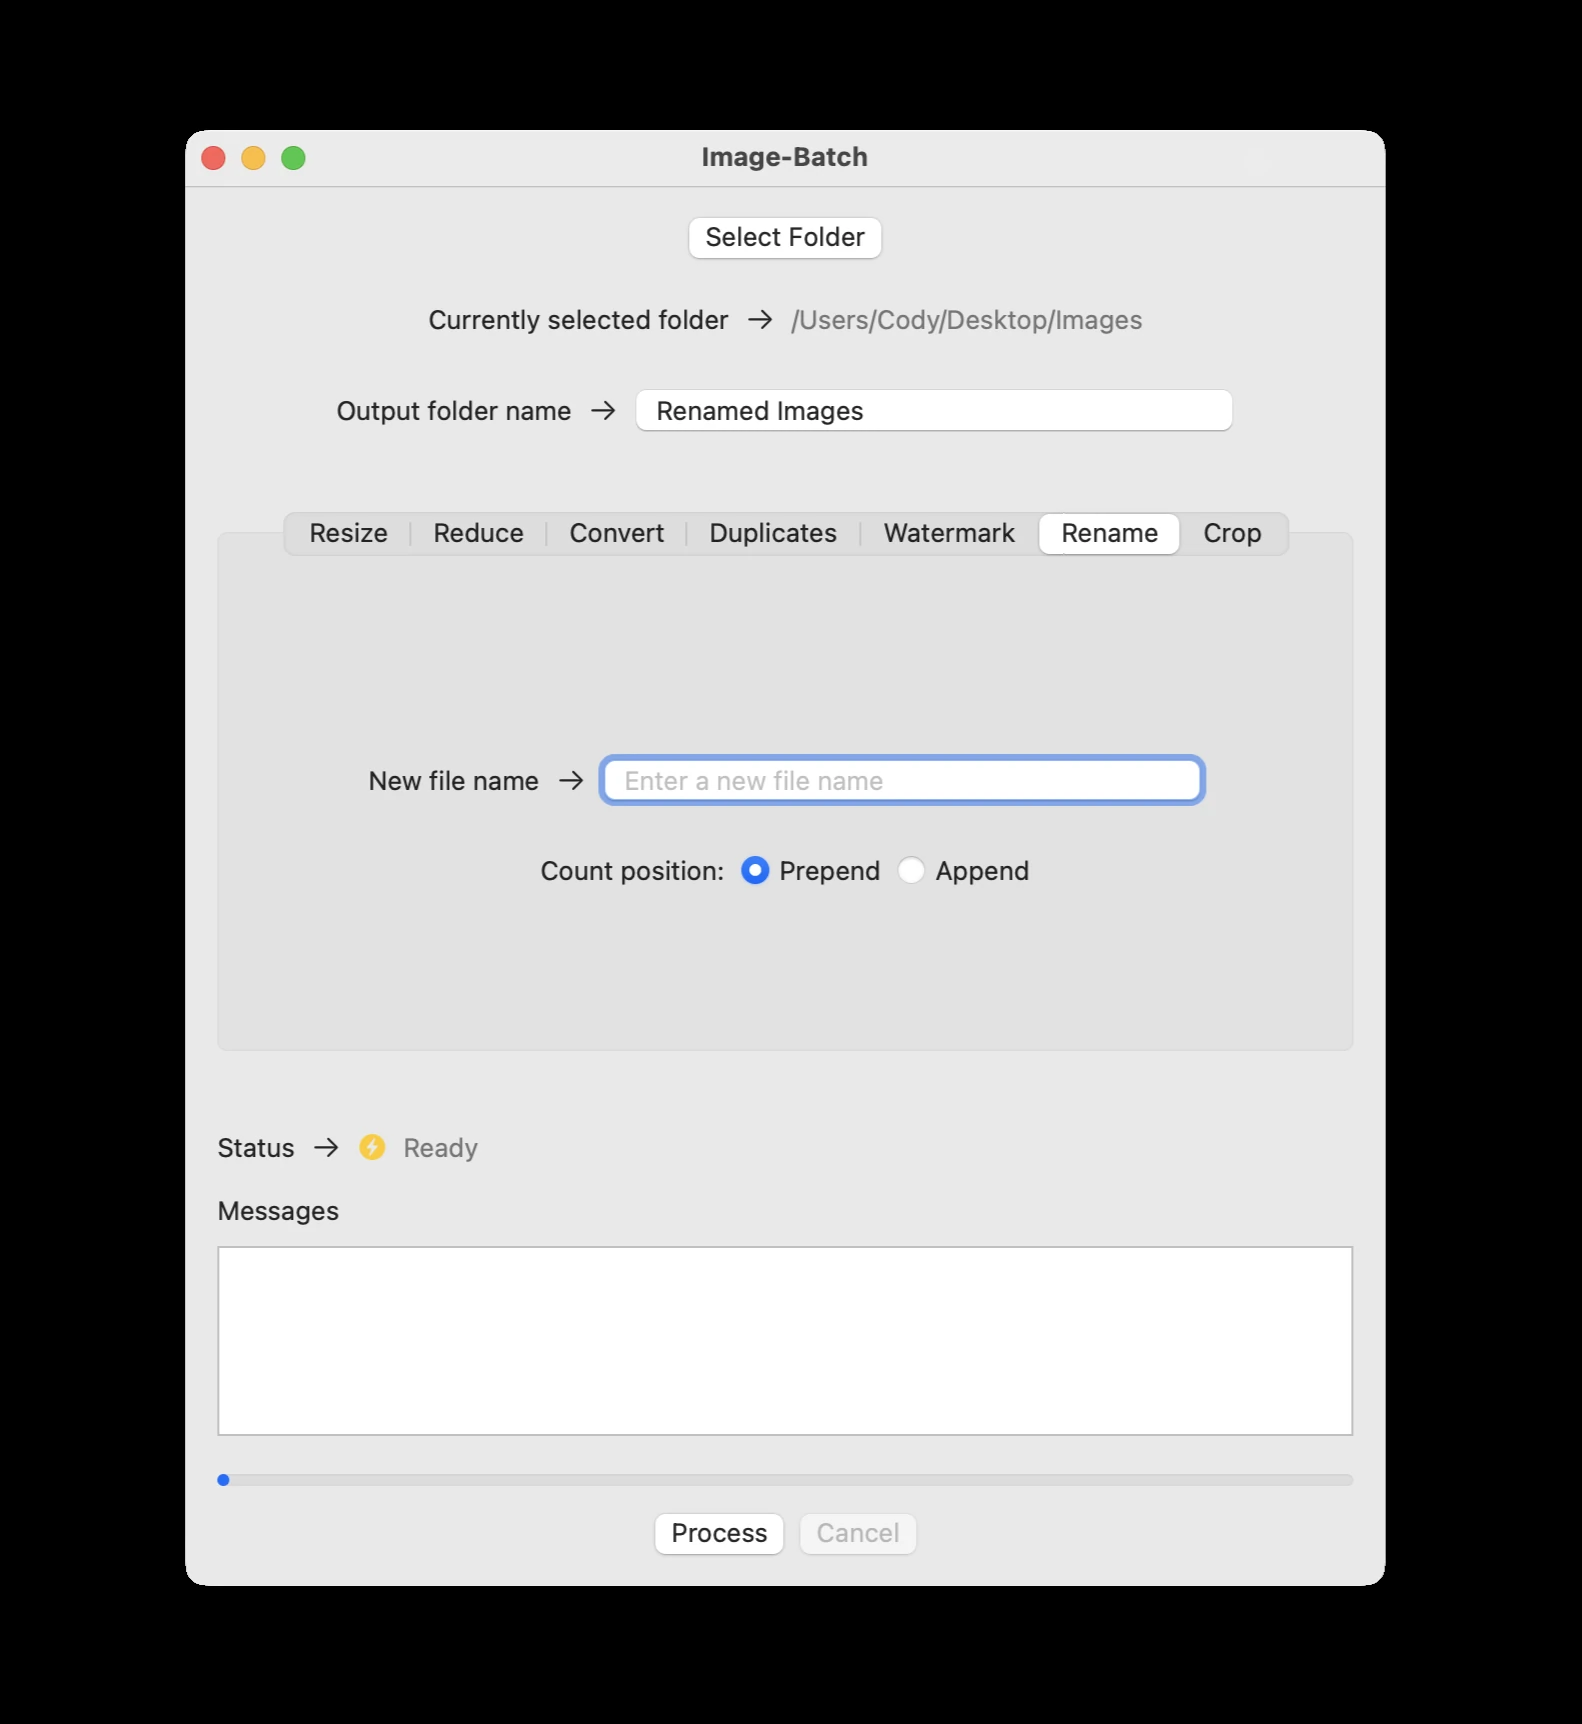 Image-Batch
Select Folder
Currently selected folder → /Users/Cody/Desktop/Images
Output folder name → Renamed Images
Resize Reduce Convert Duplicates Watermark Rename Crop
New file name → Enter a new file name
Count position: Prepend Append
Status → Ready
Messages
Process Cancel